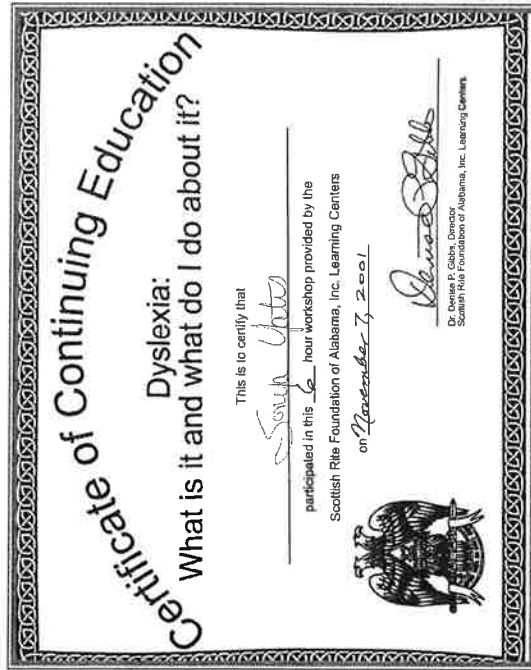 Certificate of Continuing Education
Dyslexia:
What is it and what do I do about it?
This is to certify that
participated in this 6 hour workshop provided by the
Scottish Rite Foundation of Alabama, Inc. Learning Centers
on November 7, 2001
Denise P. Gibbs
Dr. Denise P. Gibbs, Director
Scottish Rite Foundation of Alabama, Inc. Learning Centers